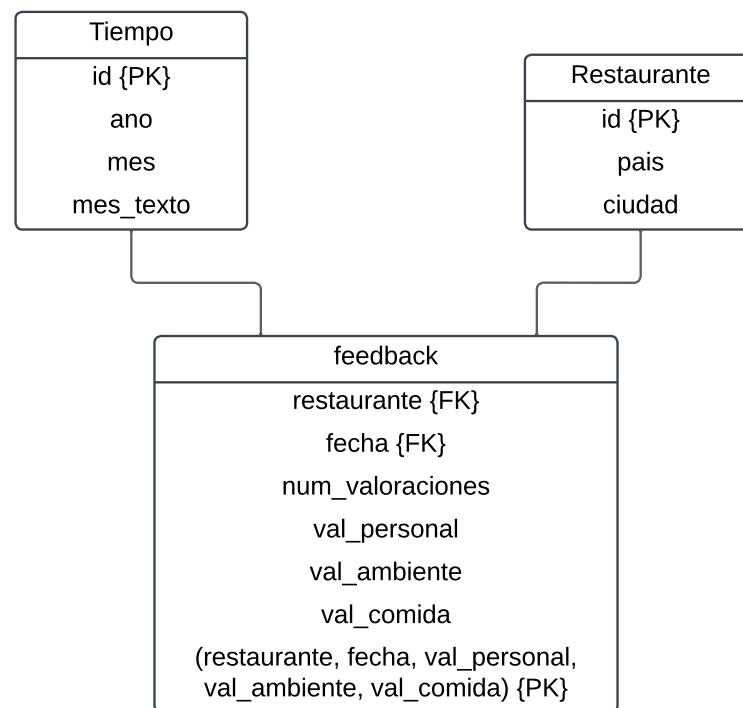 Tiempo
id {PK}
ano
mes
mes_texto
Restaurante
id {PK}
pais
ciudad
feedback
restaurante {FK}
fecha {FK}
num_valoraciones
val_personal
val_ambiente
val_comida
(restaurante, fecha, val_personal,
val_ambiente, val_comida) {PK}